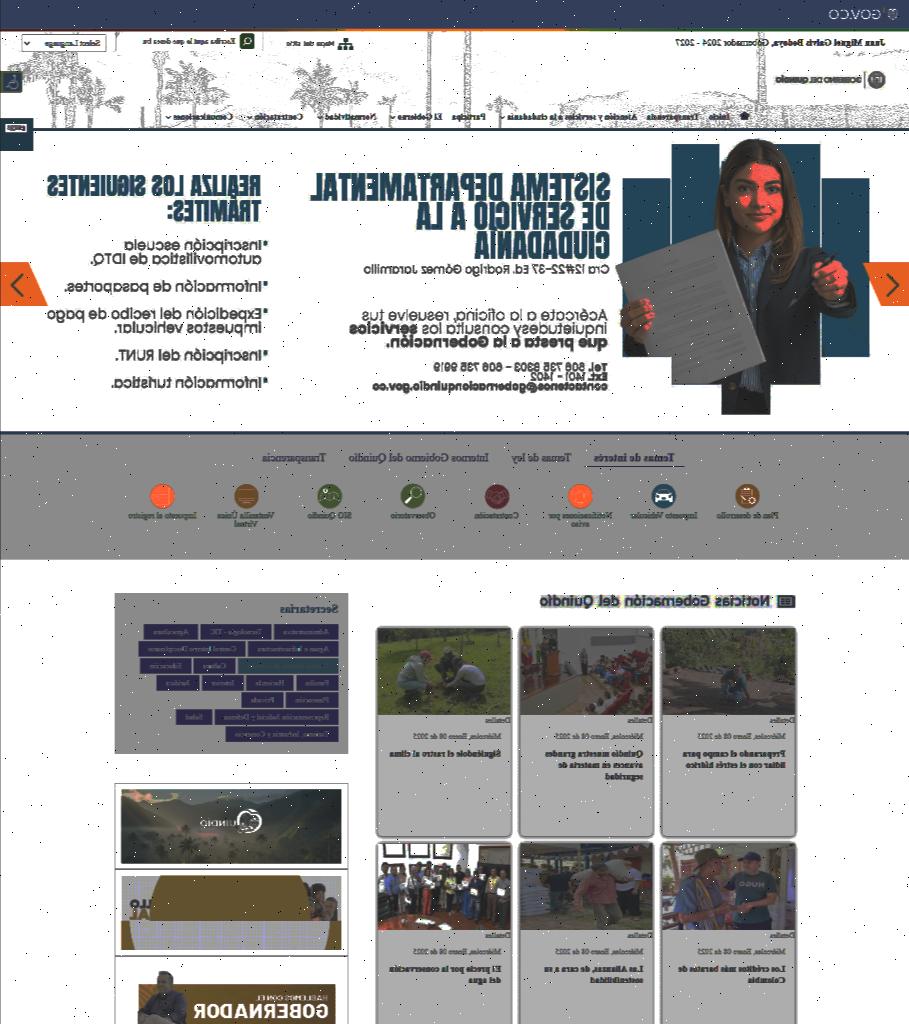 GOV.CO
Juan Miguel Galvis Bedoya, Gobernador 2024 - 2027
Mapa del sitio
Escriba aquí lo que desea bu
Select Language
GOBIERNO DEL QUINDÍO
Inicio Transparencia Atención y servicios a la ciudadanía Participa El Gobierno Normatividad Contratación Comunicaciones
SISTEMA DEPARTAMENTAL
DE SERVICIO A LA
CIUDADANÍA
Cra 12#22-37 Ed. Rodrigo Gómez Jaramillo
Acércate a la oficina, resuelve tus
inquietudesy consulta los servicios
que presta a la Gobernación.
Tel. 606 735 9303 - 606 735 9919
Ext. 1401 - 1402
contactenos@gobernacionquindio.gov.co
REALIZA LOS SIGUIENTES
TRÁMITES:
*Inscripción escuela
automovilística de IDTQ.
*Información de pasaportes.
*Expedición del recibo de pago
impuestos vehicular.
*Inscripción del RUNT.
*Información turística.
Temas de interés Temas de ley Internos Gobierno del Quindío Transparencia
Plan de desarrollo
Impuesto Vehicular
Notificaciones por
aviso
Contratación
Observatorio
SIG Quindío
Ventanilla Única
Virtual
Impuesto al registro
Noticias Gobernación del Quindío
Detalles
Miércoles, Enero 08 de 2025
Preparando el campo para
lidiar con el estrés hídrico
Detalles
Miércoles, Enero 08 de 2025
Quindío muestra grandes
avances en materia de
seguridad
Detalles
Miércoles, Enero 08 de 2025
Siguiéndole el rastro al clima
Detalles
Miércoles, Enero 08 de 2025
Los créditos más baratos de
Colombia
Detalles
Miércoles, Enero 08 de 2025
Las Alianzas, de cara a su
sostenibilidad
Detalles
Miércoles, Enero 08 de 2025
El precio por la conservación
del agua
Secretarías
Administrativa Tecnología - TIC Agricultura
Aguas e Infraestructura Control Interno Disciplinario
Cultura Educación
Familia Hacienda Interior Jurídica
Planeación Privada
Representación Judicial y Defensa Salud
Turismo, Industria y Comercio
QUINDÍO
HABLEMOS CON EL
GOBERNADOR